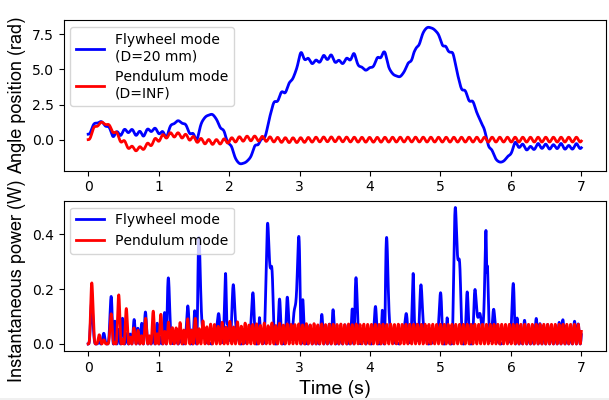 Angle position (rad)
7.5
5.0
2.5
0.0
Flywheel mode
(D=20 mm)
Pendulum mode
(D=INF)
0 1 2 3 4 5 6 7
Instantaneous power (W)
0.4
0.2
0.0
Flywheel mode
Pendulum mode
0 1 2 3 4 5 6 7
Time (s)